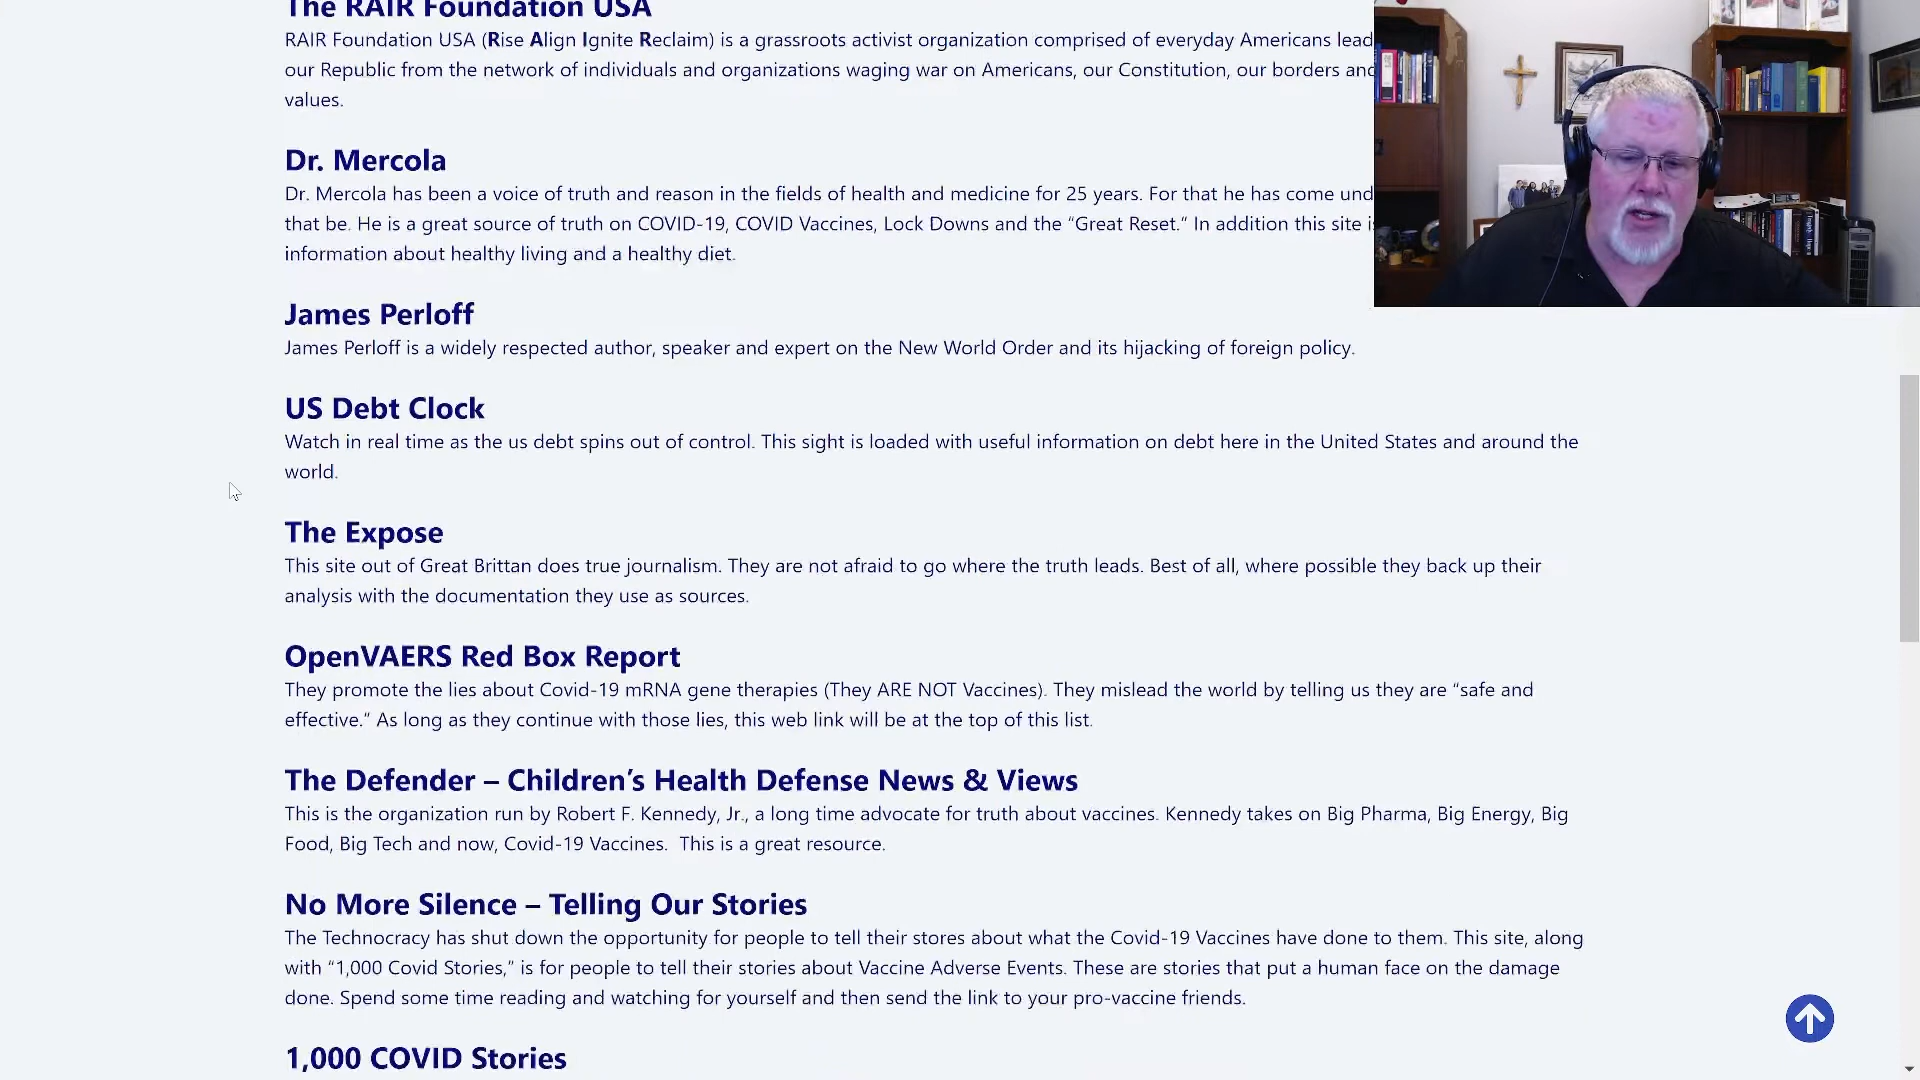 The RAIR Foundation USA
RAIR Foundation USA (Rise Align Ignite Reclaim) is a grassroots activist organization comprised of everyday Americans lead
our Republic from the network of individuals and organizations waging war on Americans, our Constitution, our borders and
values.
Dr. Mercola
Dr. Mercola has been a voice of truth and reason in the fields of health and medicine for 25 years. For that he has come und
that be. He is a great source of truth on COVID-19, COVID Vaccines, Lock Downs and the “Great Reset.” In addition this site is
information about healthy living and a healthy diet.
James Perloff
James Perloff is a widely respected author, speaker and expert on the New World Order and its hijacking of foreign policy.
US Debt Clock
Watch in real time as the us debt spins out of control. This sight is loaded with useful information on debt here in the United States and around the
world.
The Expose
This site out of Great Brittan does true journalism. They are not afraid to go where the truth leads. Best of all, where possible they back up their
analysis with the documentation they use as sources.
OpenVAERS Red Box Report
They promote the lies about Covid-19 mRNA gene therapies (They ARE NOT Vaccines). They mislead the world by telling us they are “safe and
effective.” As long as they continue with those lies, this web link will be at the top of this list.
The Defender – Children’s Health Defense News & Views
This is the organization run by Robert F. Kennedy, Jr., a long time advocate for truth about vaccines. Kennedy takes on Big Pharma, Big Energy, Big
Food, Big Tech and now, Covid-19 Vaccines.  This is a great resource.
No More Silence – Telling Our Stories
The Technocracy has shut down the opportunity for people to tell their stores about what the Covid-19 Vaccines have done to them. This site, along
with “1,000 Covid Stories,” is for people to tell their stories about Vaccine Adverse Events. These are stories that put a human face on the damage
done. Spend some time reading and watching for yourself and then send the link to your pro-vaccine friends.
1,000 COVID Stories